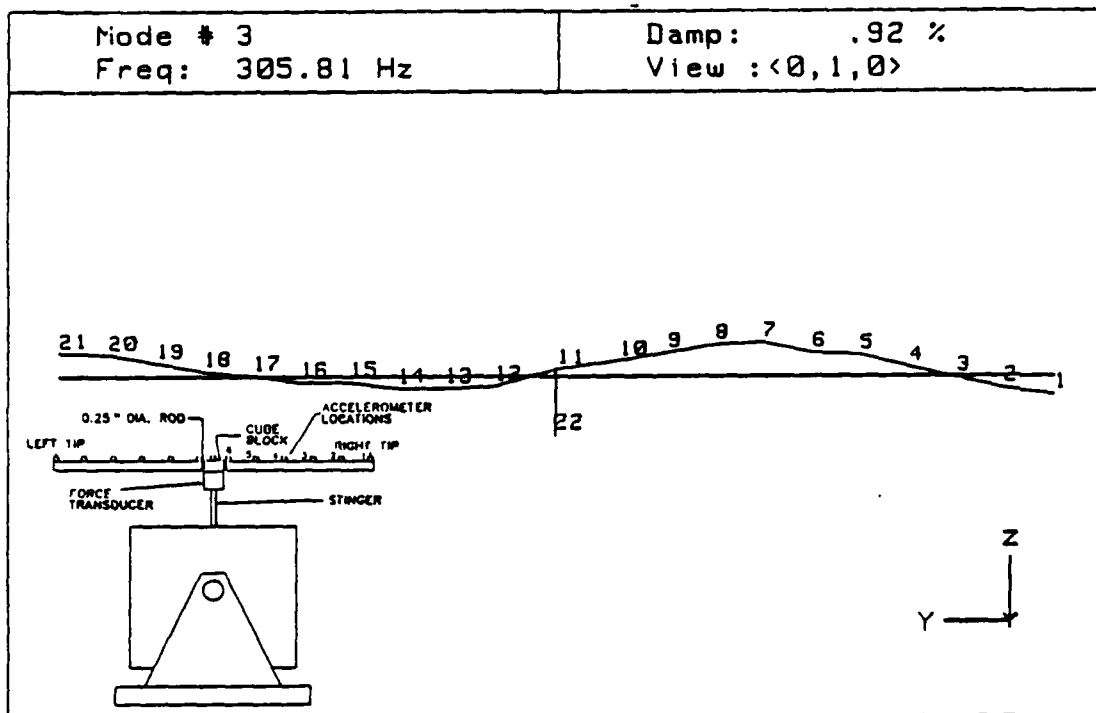 Mode # 3
Freq: 305.81 Hz
Damp: .92 %
View :<0,1,0>
21 20 19 18 17 16 15 14 13 12 11 10 9 8 7 6 5 4 3 2 1
22
0.25" DIA. ROD
CUBE
BLOCK
ACCELEROMETER
LOCATIONS
LEFT TIP
RIGHT TIP
FORCE
TRANSDUCER
STINGER
Z
Y